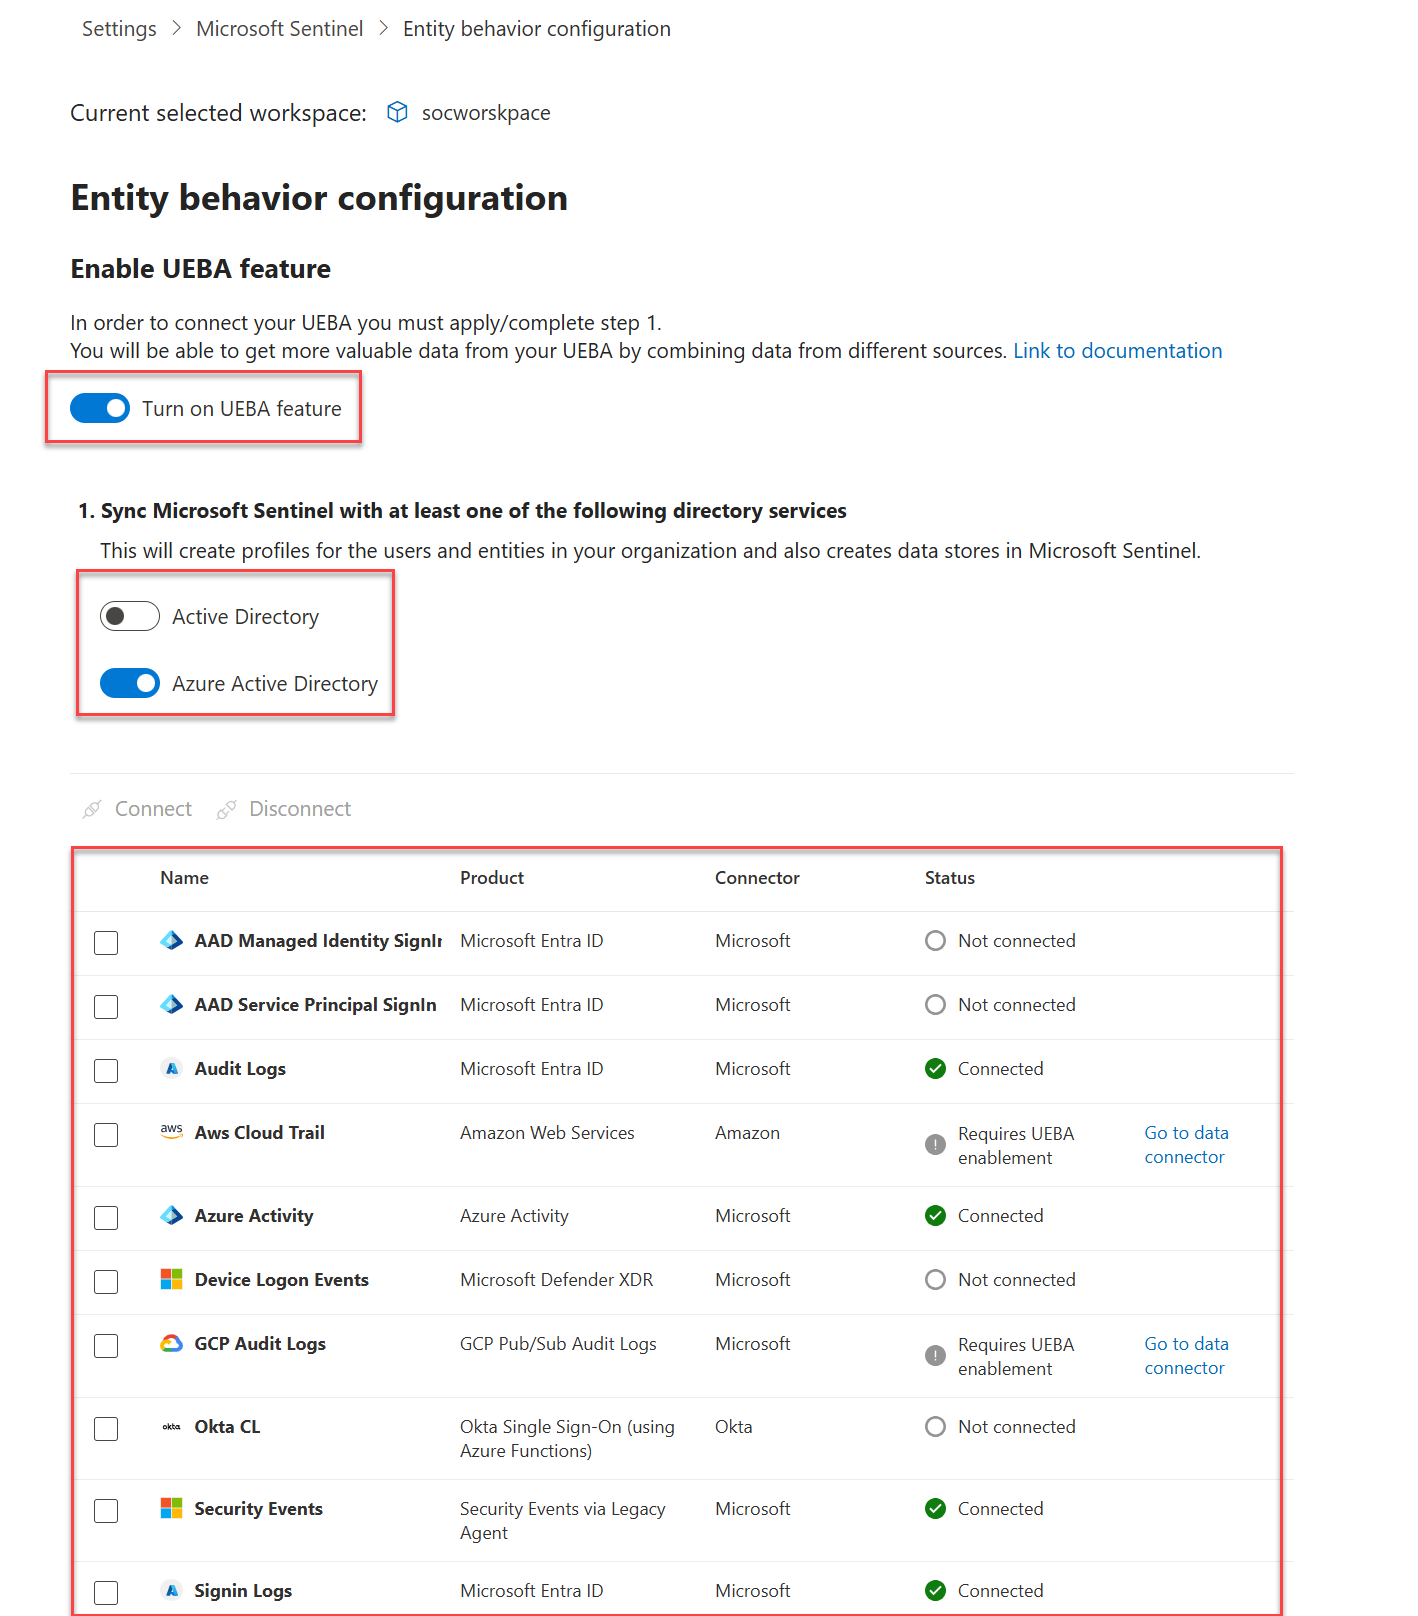 Settings > Microsoft Sentinel > Entity behavior configuration
Current selected workspace: socworskpace
Entity behavior configuration
Enable UEBA feature
In order to connect your UEBA you must apply/complete step 1.
You will be able to get more valuable data from your UEBA by combining data from different sources. Link to documentation
Turn on UEBA feature
1. Sync Microsoft Sentinel with at least one of the following directory services
This will create profiles for the users and entities in your organization and also creates data stores in Microsoft Sentinel.
Active Directory
Azure Active Directory
Connect Disconnect
Name Product Connector Status
AAD Managed Identity SignIn Microsoft Entra ID Microsoft Not connected
AAD Service Principal SignIn Microsoft Entra ID Microsoft Not connected
Audit Logs Microsoft Entra ID Microsoft Connected
aws Aws Cloud Trail Amazon Web Services Amazon Requires UEBA enablement Go to data connector
Azure Activity Azure Activity Microsoft Connected
Device Logon Events Microsoft Defender XDR Microsoft Not connected
GCP Audit Logs GCP Pub/Sub Audit Logs Microsoft Requires UEBA enablement Go to data connector
okta Okta CL Okta Single Sign-On (using Azure Functions) Okta Not connected
Security Events Security Events via Legacy Agent Microsoft Connected
Signin Logs Microsoft Entra ID Microsoft Connected